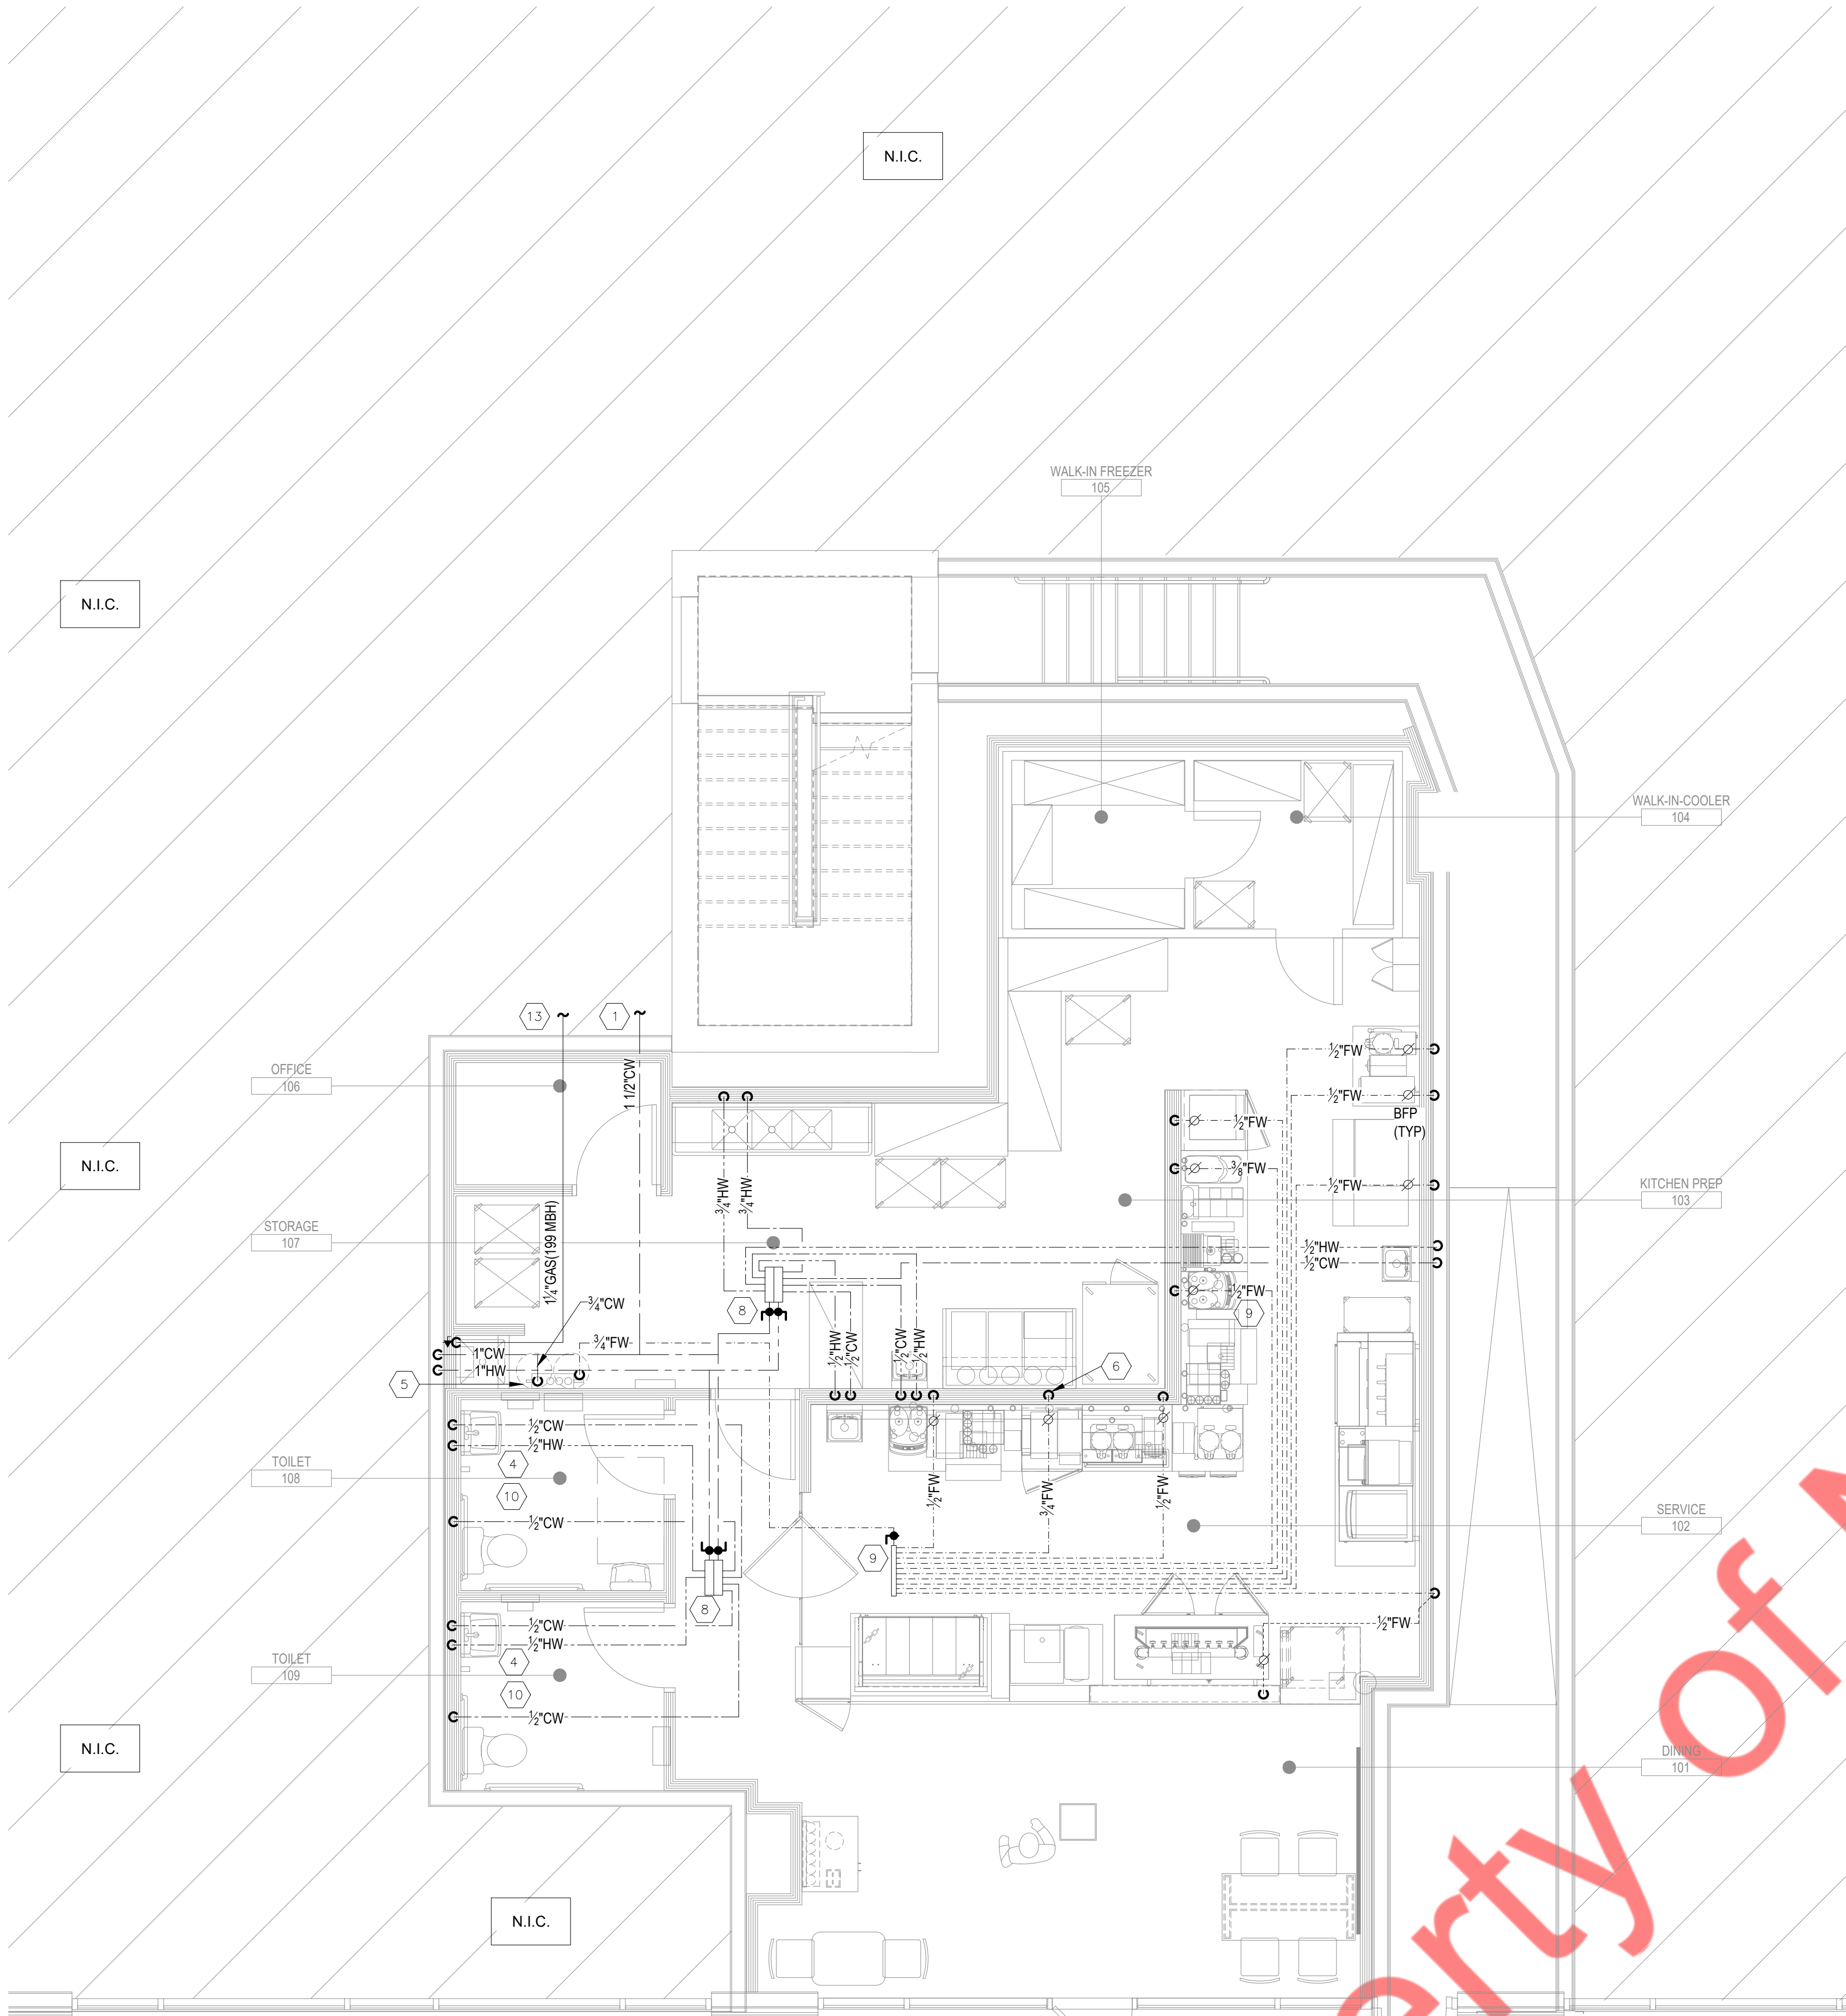 N.I.C.
WALK-IN FREEZER
105
N.I.C.
WALK-IN-COOLER
104
13
1
OFFICE
106
1 1/2"CW
½"FW
½"FW
BFP
(TYP)
½"FW
N.I.C.
⅜"FW
½"FW
KITCHEN PREP
103
¾"HW
¾"HW
STORAGE
107
1¼"GAS(199 MBH)
½"HW
½"CW
½"FW
9
¾"CW
8
¾"FW
1"CW
1"HW
½"HW
½"CW
½"CW
½"HW
6
5
½"CW
½"HW
TOILET
108
4
10
½"FW
¾"FW
½"FW
½"CW
SERVICE
102
9
8
½"CW
½"HW
½"FW
TOILET
109
4
10
½"CW
N.I.C.
DINING
101
N.I.C.
erty of